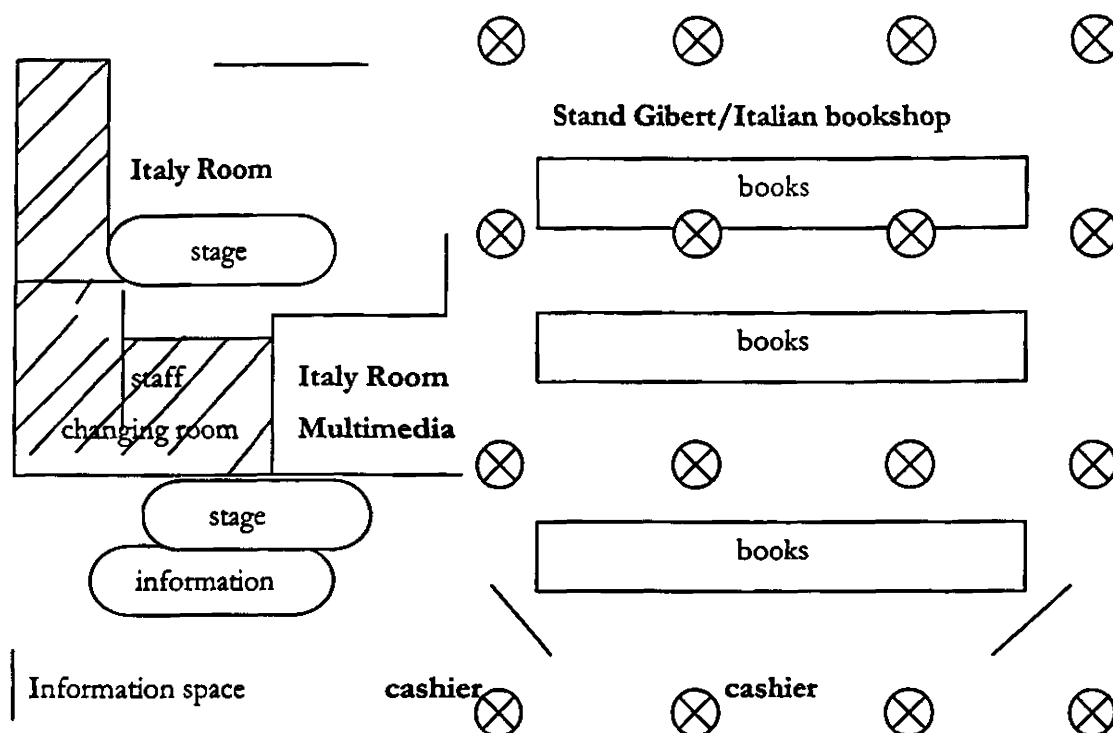 Stand Gibert/Italian bookshop
Italy Room
books
stage
books
staff
changing room
Italy Room
Multimedia
stage
books
information
Information space
cashier
cashier